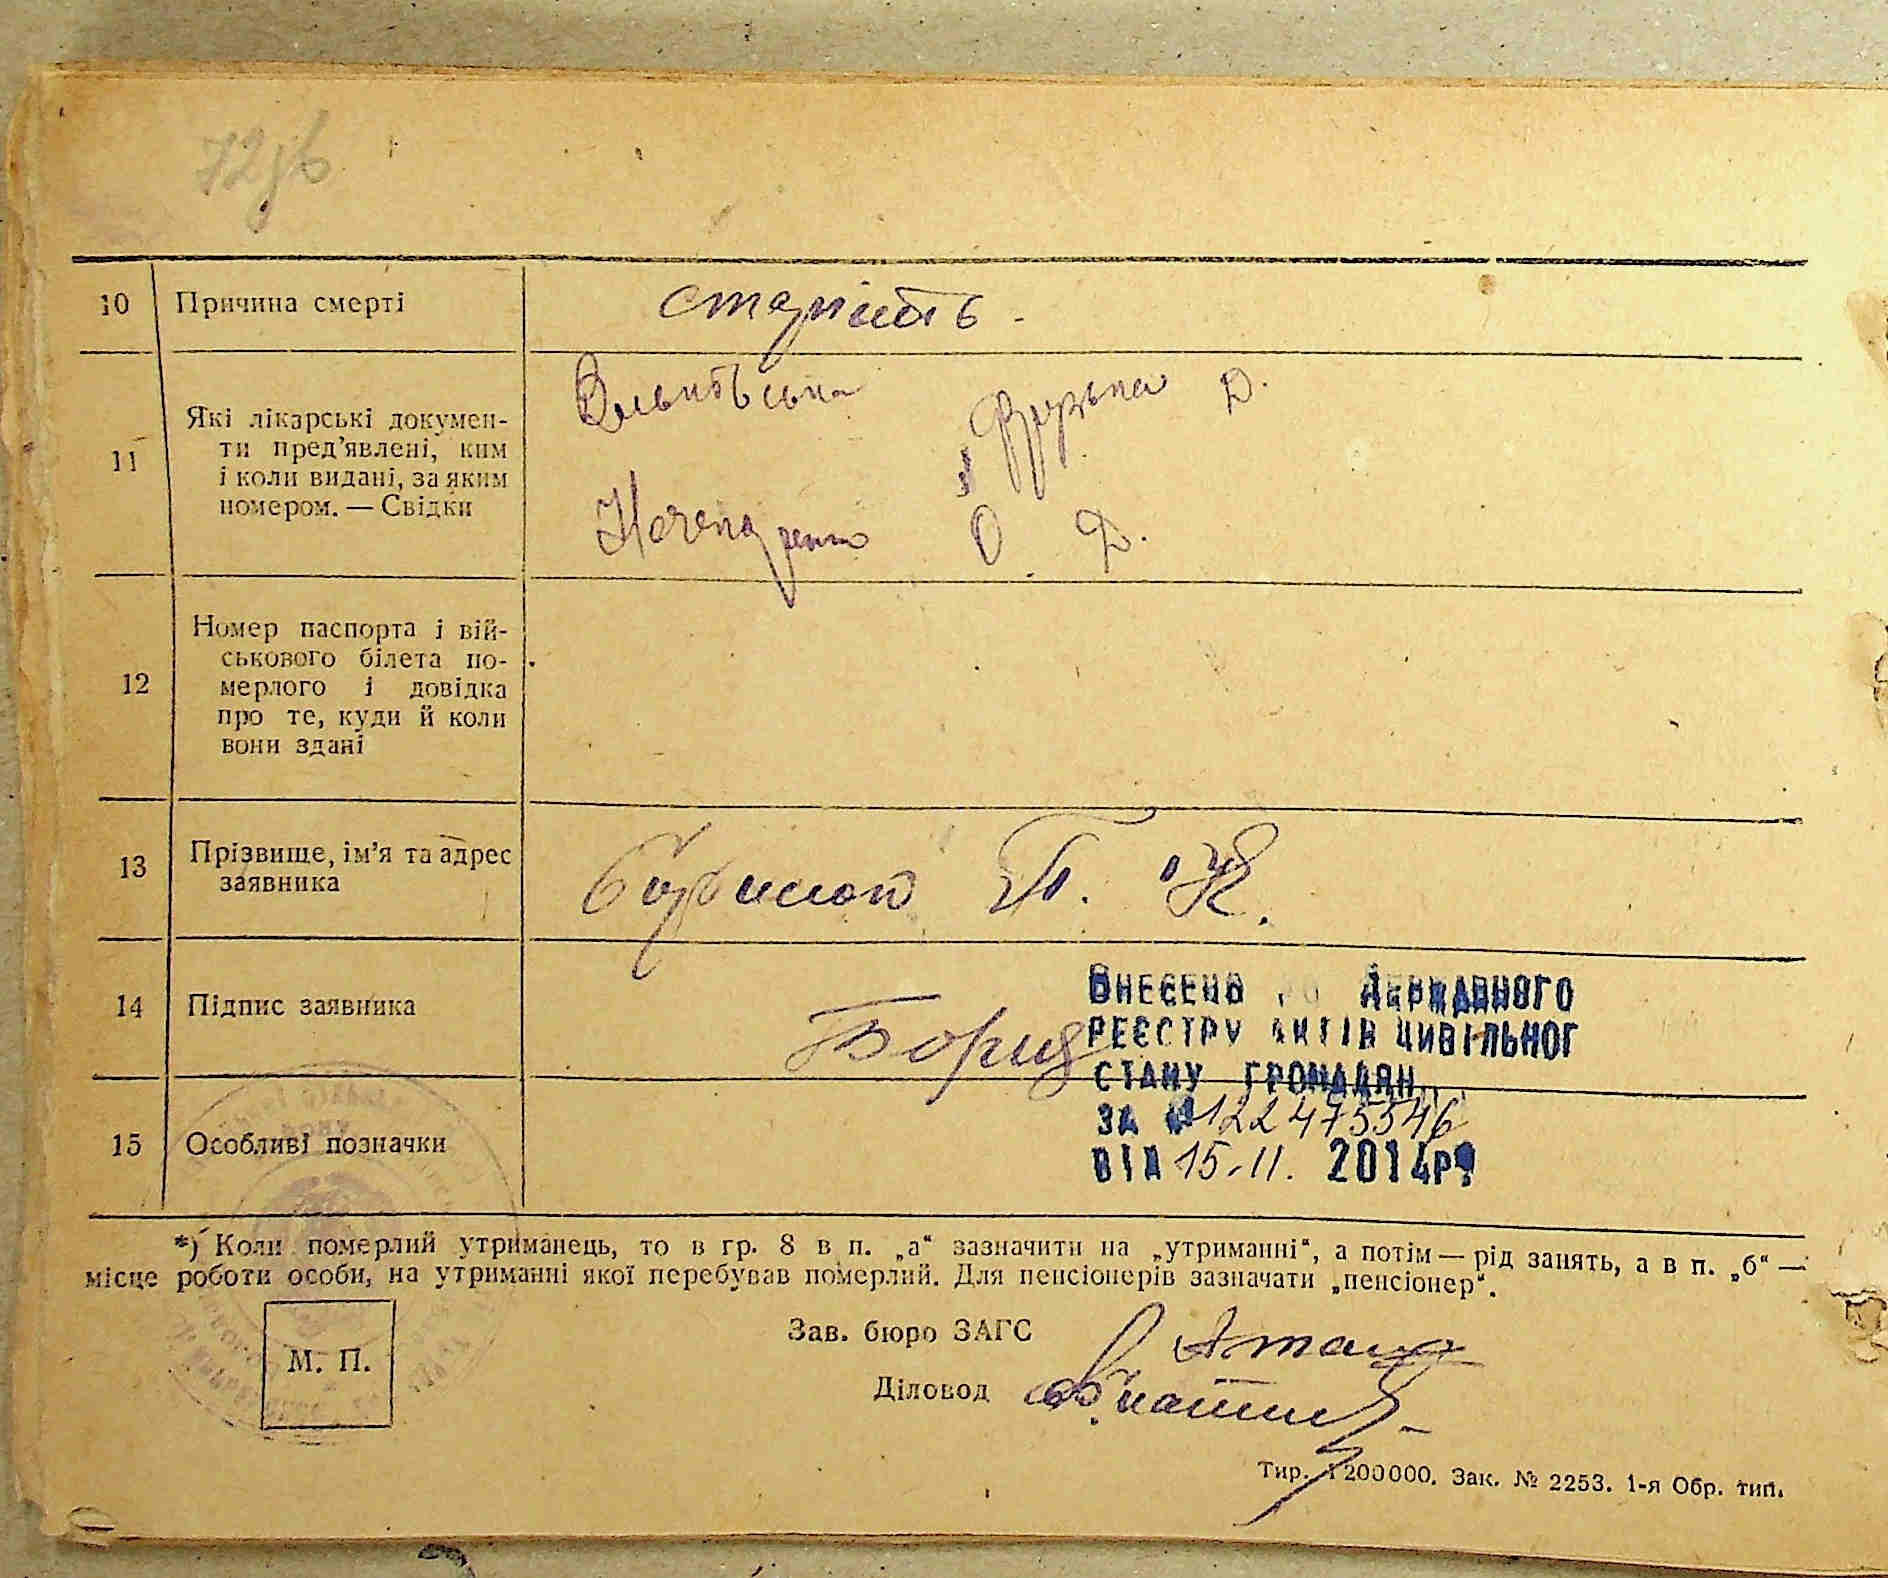 72зв
10 Причина смерті старість.
11 Які лікарські докумен-
ти пред'явлені, ким
і коли видані, за яким
номером. — Свідки
Д.
О Д.
12 Номер паспорта і вій-
ськового білета по-
мерлого і довідка
про те, куди й коли
вони здані
13 Прізвище, ім'я та адрес
заявника
Т.
14 Підпис заявника
15 Особливі позначки
ВНЕСЕНО ДО ДЕРЖАВНОГО
РЕЄСТРУ АКТІВ ЦИВІЛЬНОГ
СТАНУ ГРОМАДЯН
ЗА № 122475546
ВІД 15.11. 2014р.
*) Коли померлий утриманець, то в гр. 8 в п. „а“ зазначити на „утриманні“, а потім — рід занять, а в п. „б“ —
місце роботи особи, на утриманні якої перебував померлий. Для пенсіонерів зазначати „пенсіонер“.
М. П.
Зав. бюро ЗАГС
Діловод
Тир. 1200000. Зак. № 2253. 1-я Обр. тип.